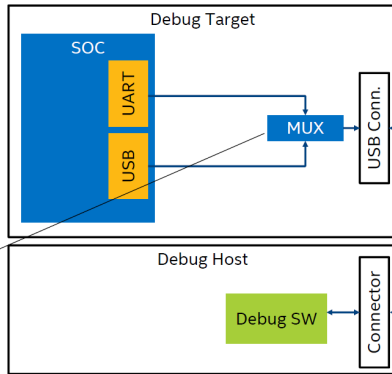 Debug Target
SOC
UART
USB
MUX
USB Conn.
Debug Host
Debug SW
Connector